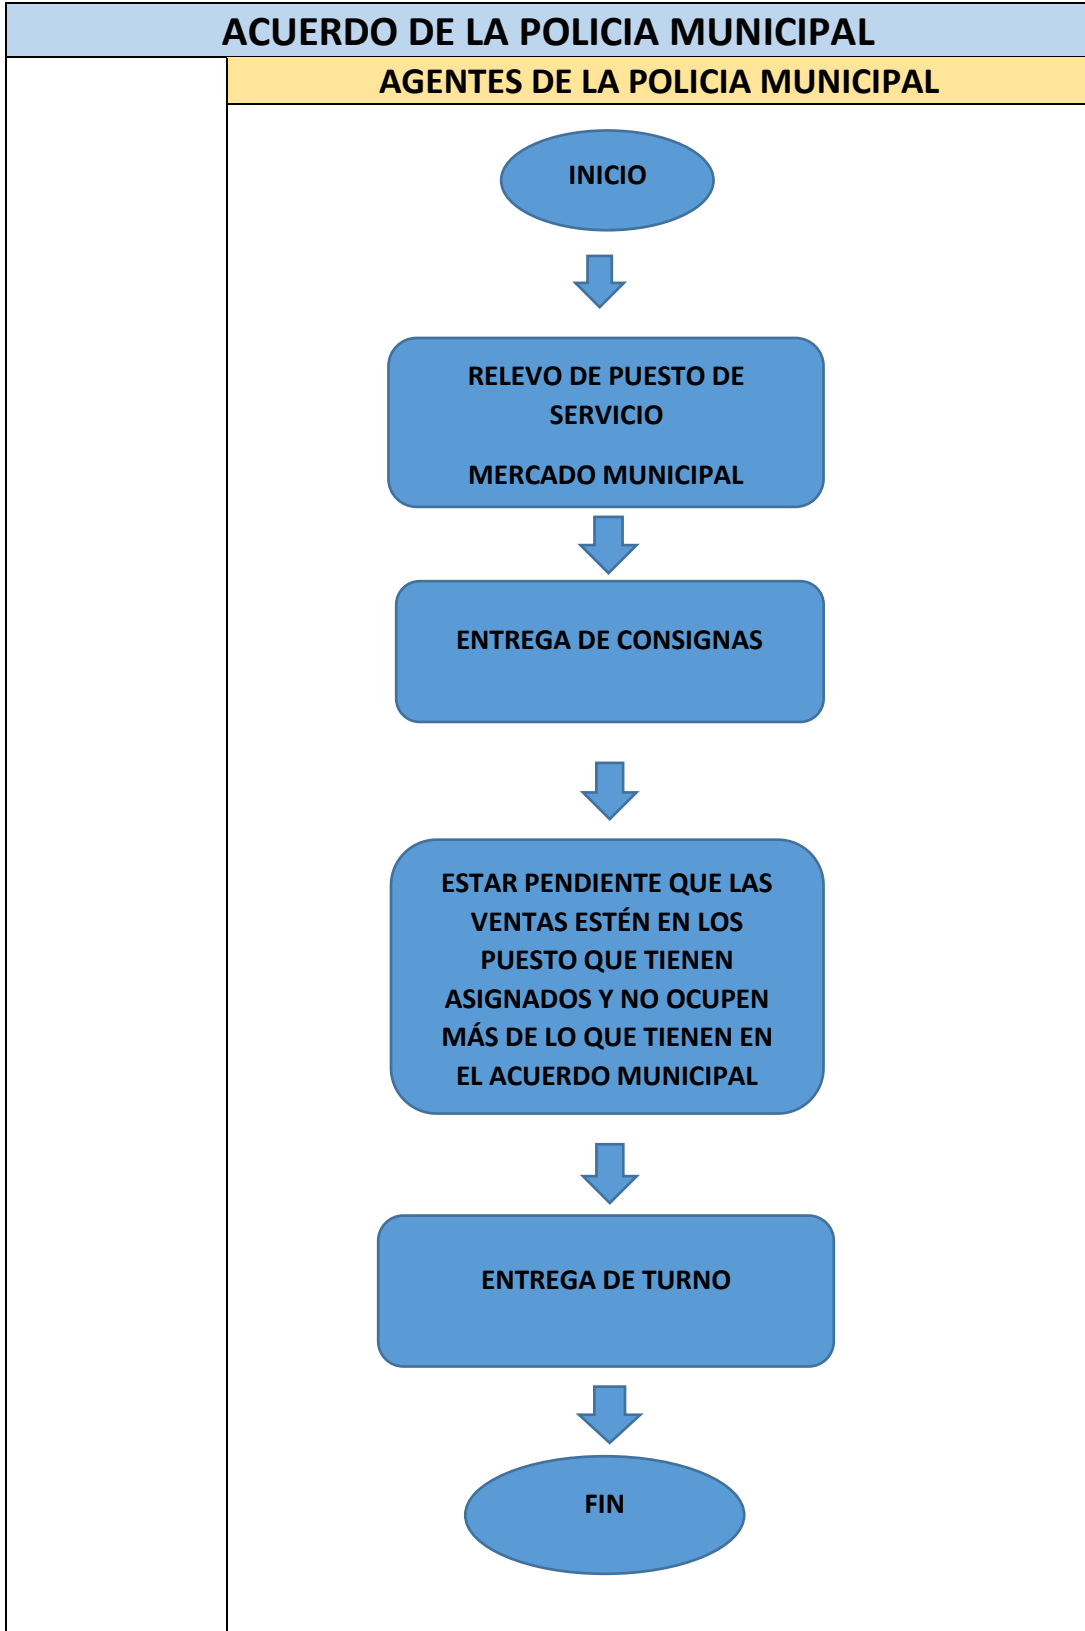 ACUERDO DE LA POLICIA MUNICIPAL
AGENTES DE LA POLICIA MUNICIPAL
INICIO
RELEVO DE PUESTO DE
SERVICIO
MERCADO MUNICIPAL
ENTREGA DE CONSIGNAS
ESTAR PENDIENTE QUE LAS
VENTAS ESTÉN EN LOS
PUESTO QUE TIENEN
ASIGNADOS Y NO OCUPEN
MÁS DE LO QUE TIENEN EN
EL ACUERDO MUNICIPAL
ENTREGA DE TURNO
FIN